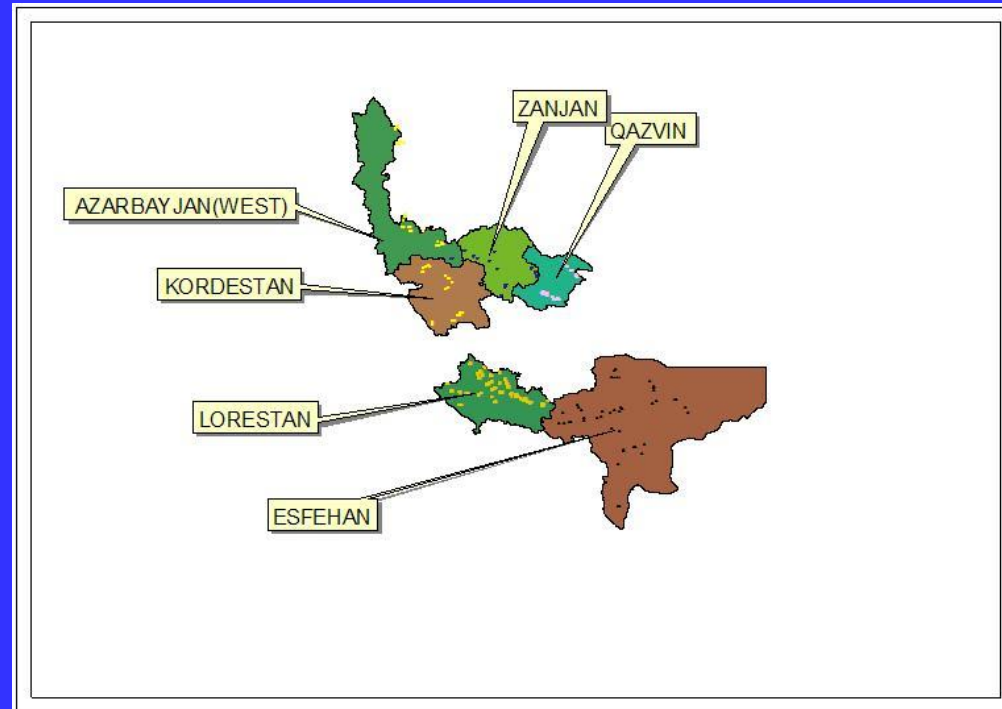 ZANJAN
QAZVIN
AZARBAYJAN(WEST)
KORDESTAN
LORESTAN
ESFEHAN